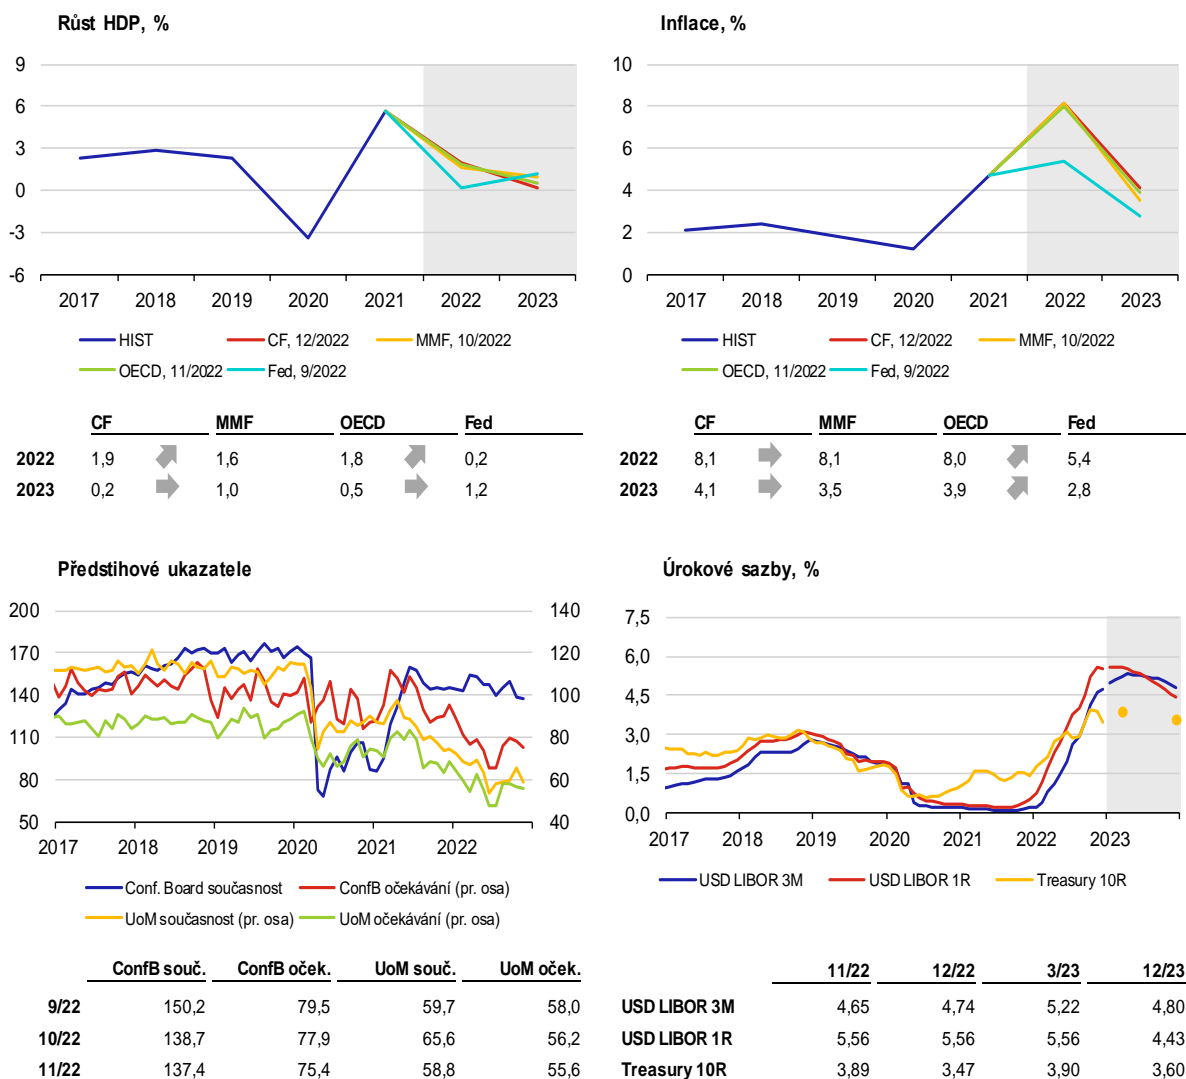 Růst HDP, %
9
6
3
0
-3
-6
2017 2018 2019 2020 2021 2022 2023
HIST CF, 12/2022 MMF, 10/2022
OECD, 11/2022 Fed, 9/2022
CF MMF OECD Fed
2022 1,9 1,6 1,8 0,2
2023 0,2 1,0 0,5 1,2
Inflace, %
10
8
6
4
2
0
2017 2018 2019 2020 2021 2022 2023
HIST CF, 12/2022 MMF, 10/2022
OECD, 11/2022 Fed, 9/2022
CF MMF OECD Fed
2022 8,1 8,1 8,0 5,4
2023 4,1 3,5 3,9 2,8
Předstihové ukazatele
200 140
170 120
140 100
110 80
80 60
50 40
2017 2018 2019 2020 2021 2022
Conf. Board současnost ConfB očekávání (pr. osa)
UoM současnost (pr. osa) UoM očekávání (pr. osa)
ConfB souč. ConfB oček. UoM souč. UoM oček.
9/22 150,2 79,5 59,7 58,0
10/22 138,7 77,9 65,6 56,2
11/22 137,4 75,4 58,8 55,6
Úrokové sazby, %
7,5
6,0
4,5
3,0
1,5
0,0
2017 2018 2019 2020 2021 2022 2023
USD LIBOR 3M USD LIBOR 1R Treasury 10R
11/22 12/22 3/23 12/23
USD LIBOR 3M 4,65 4,74 5,22 4,80
USD LIBOR 1R 5,56 5,56 5,56 4,43
Treasury 10R 3,89 3,47 3,90 3,60